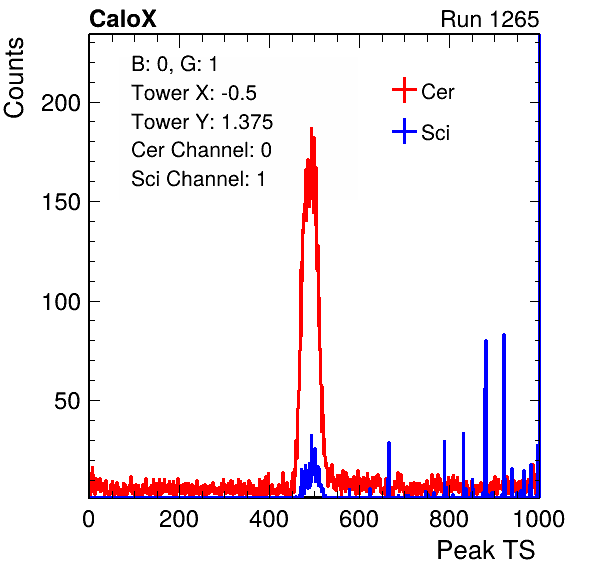 CaloX Run 1265
Counts
B: 0, G: 1
Tower X: -0.5
Tower Y: 1.375
Cer Channel: 0
Sci Channel: 1
Cer
Sci
200
150
100
50
0 200 400 600 800 1000
Peak TS